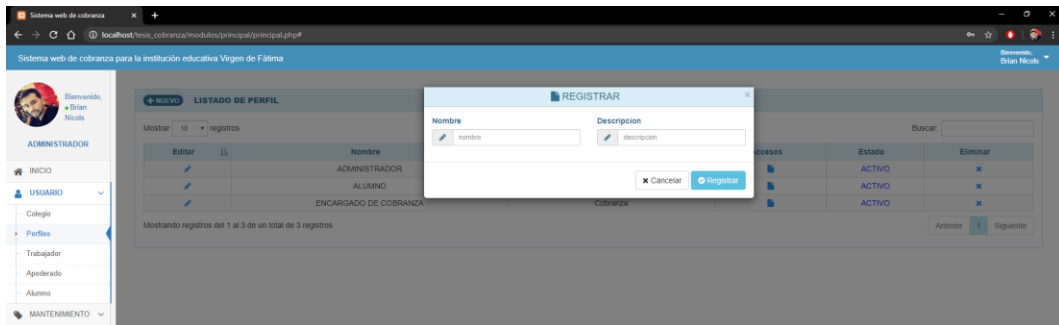 Sistema web de cobranza
localhost/tesis_cobranza/modulos/principal/principal.php#
Sistema web de cobranza para la institución educativa Virgen de Fátima
Bienvenido,
Brian Nicols
Bienvenido,
Brian
Nicols
ADMINISTRADOR
INICIO
USUARIO
Colegio
Perfiles
Trabajador
Apoderado
Alumno
MANTENIMIENTO
NUEVO LISTADO DE PERFIL
Mostrar 10 registros
Buscar:
Editar Nombre ccesos Estado Eliminar
ADMINISTRADOR ACTIVO
ALUMNO ACTIVO
ENCARGADO DE COBRANZA Cobranza ACTIVO
Mostrando registros del 1 al 3 de un total de 3 registros
Anterior 1 Siguiente
REGISTRAR
Nombre Descripcion
nombre descripcion
Cancelar Registrar